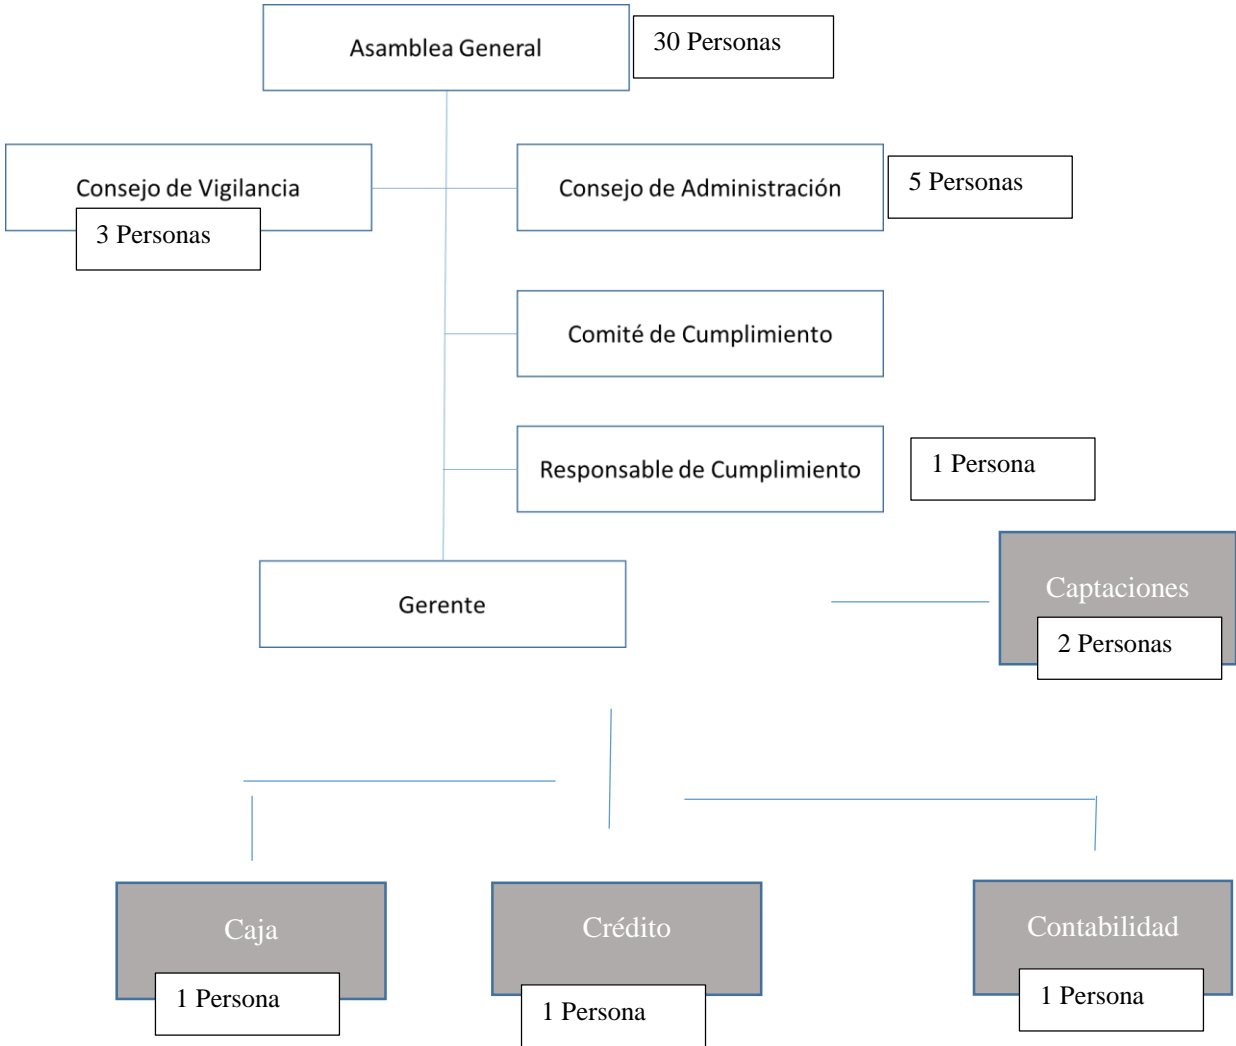 Asamblea General
30 Personas
Consejo de Vigilancia
3 Personas
Consejo de Administración
5 Personas
Comité de Cumplimiento
Responsable de Cumplimiento
1 Persona
Gerente
Captaciones
2 Personas
Caja
1 Persona
Crédito
1 Persona
Contabilidad
1 Persona